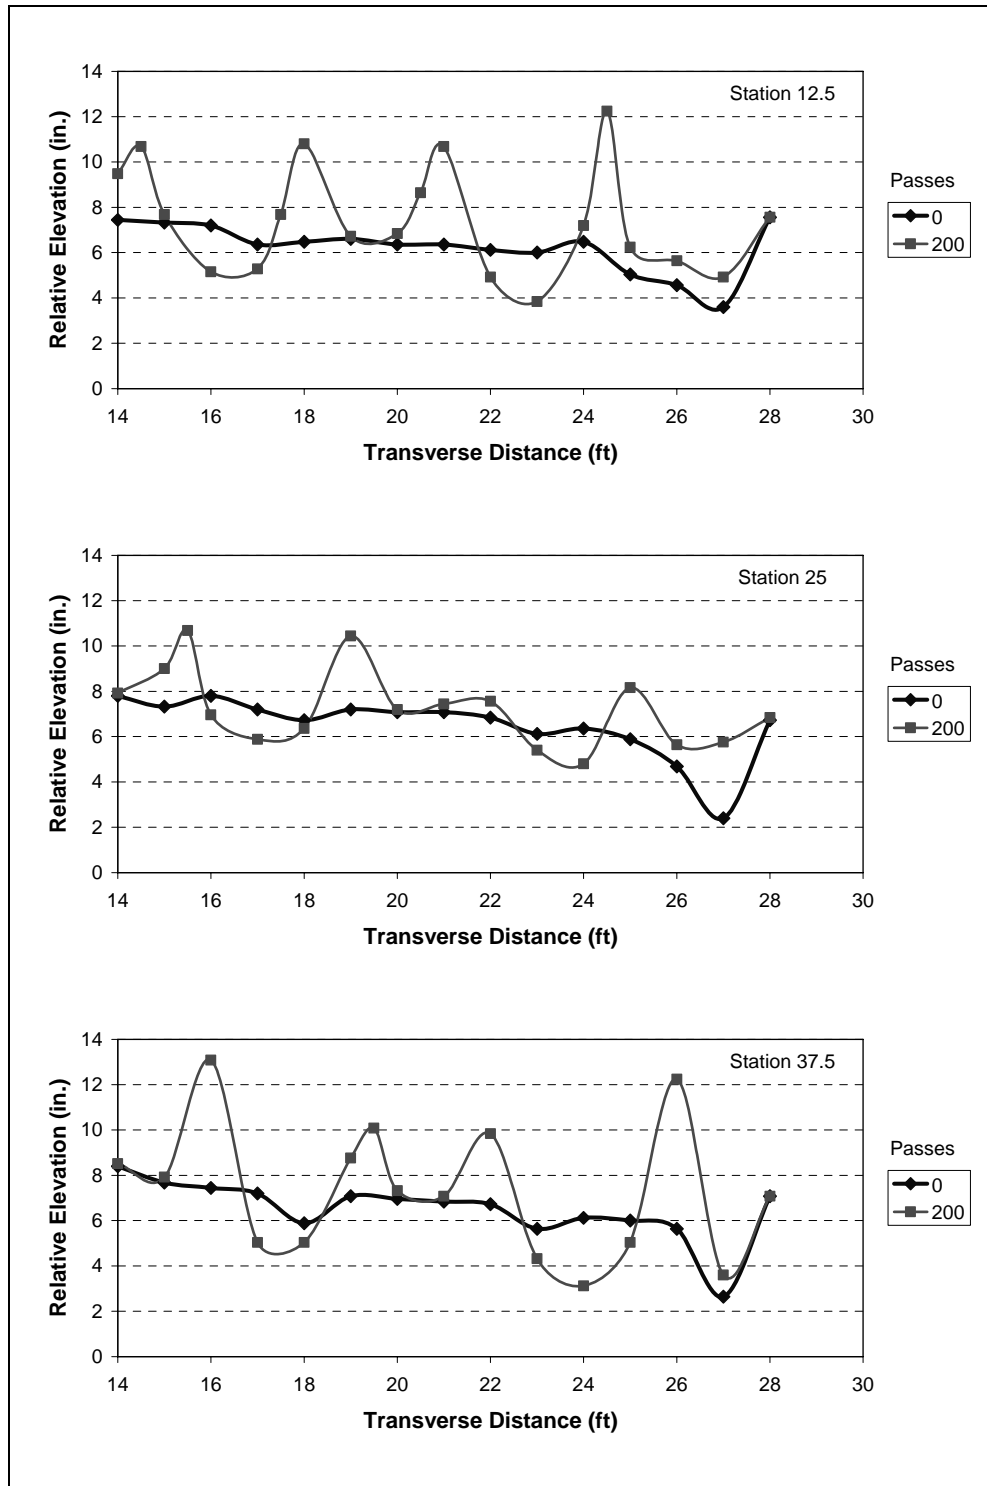 Station 12.5
14
12
10
8
6
4
2
0
Relative Elevation (in.)
14 16 18 20 22 24 26 28 30
Transverse Distance (ft)
Passes
0
200
Station 25
14
12
10
8
6
4
2
0
Relative Elevation (in.)
14 16 18 20 22 24 26 28 30
Transverse Distance (ft)
Passes
0
200
Station 37.5
14
12
10
8
6
4
2
0
Relative Elevation (in.)
14 16 18 20 22 24 26 28 30
Transverse Distance (ft)
Passes
0
200